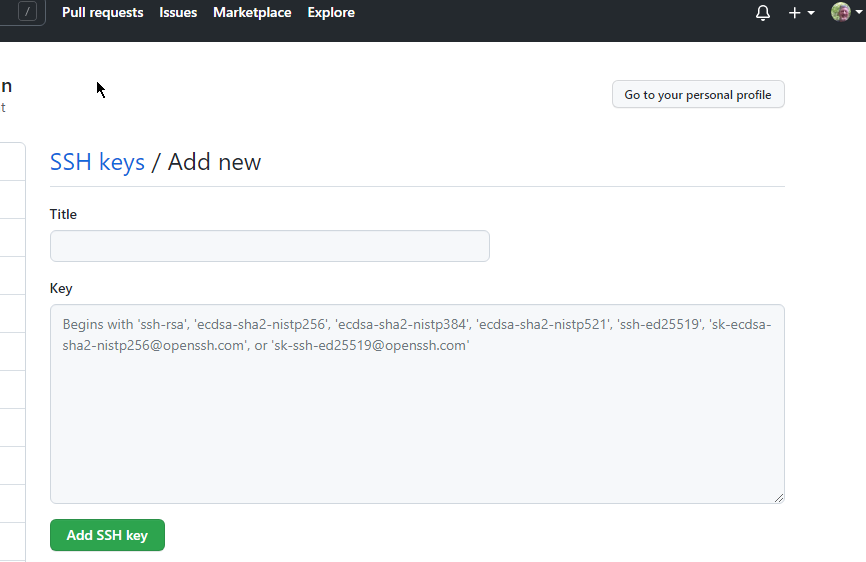 / Pull requests Issues Marketplace Explore
n
t
Go to your personal profile
SSH keys / Add new
Title
Key
Begins with 'ssh-rsa', 'ecdsa-sha2-nistp256', 'ecdsa-sha2-nistp384', 'ecdsa-sha2-nistp521', 'ssh-ed25519', 'sk-ecdsa-
sha2-nistp256@openssh.com', or 'sk-ssh-ed25519@openssh.com'
Add SSH key